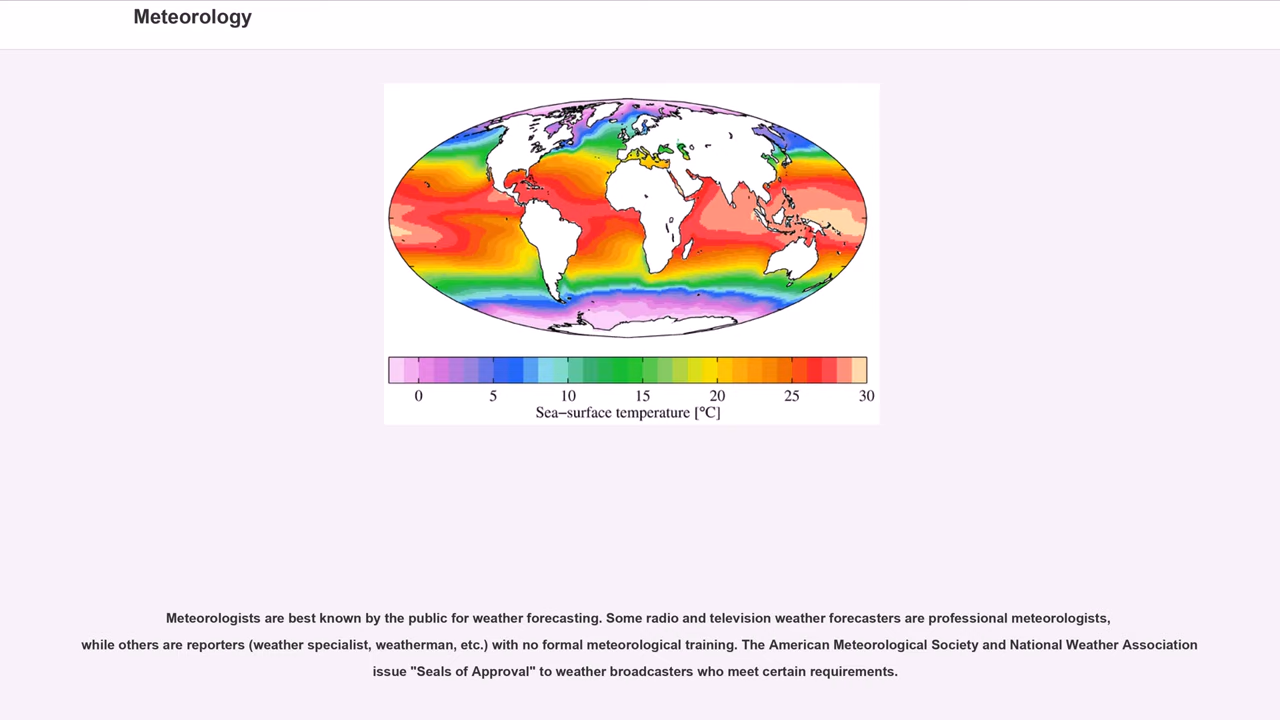 Meteorology
0 5 10 15 20 25 30
Sea−surface temperature [°C]
Meteorologists are best known by the public for weather forecasting. Some radio and television weather forecasters are professional meteorologists,
while others are reporters (weather specialist, weatherman, etc.) with no formal meteorological training. The American Meteorological Society and National Weather Association
issue "Seals of Approval" to weather broadcasters who meet certain requirements.